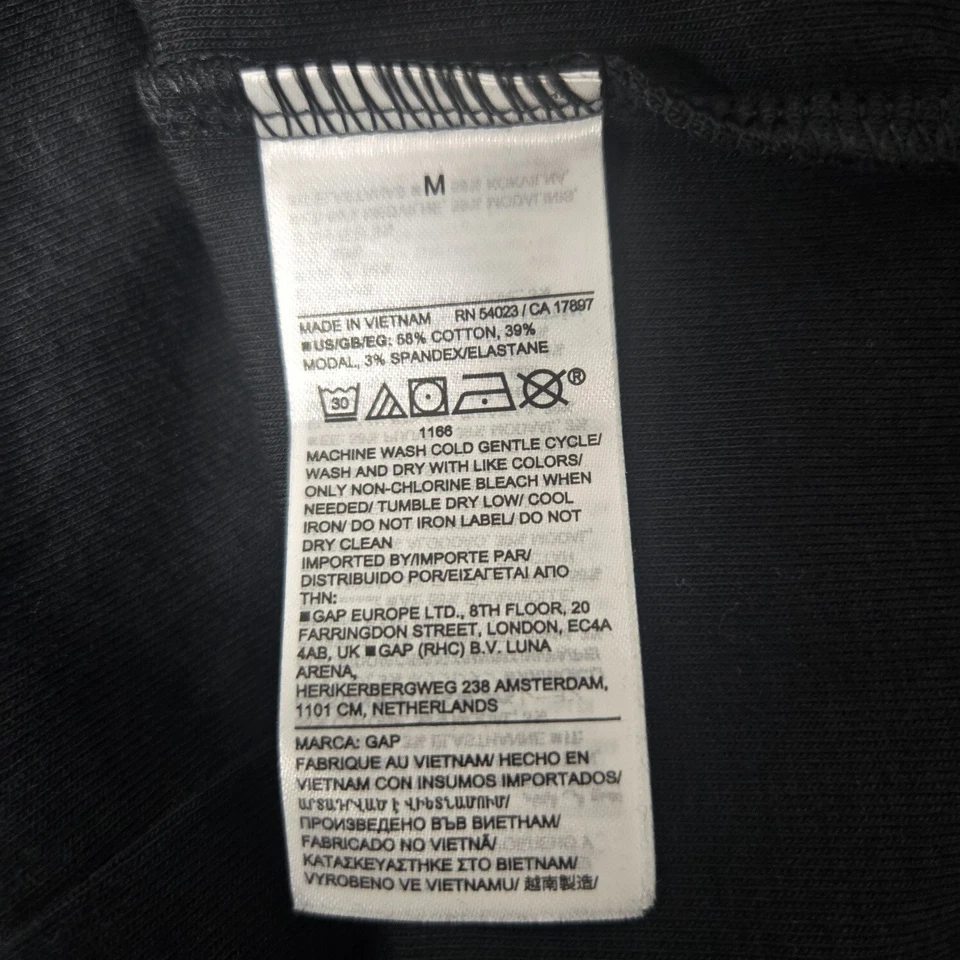 M
MADE IN VIETNAM RN 54023 / CA 17897
■US/GB/EG: 58% COTTON, 39%
MODAL, 3% SPANDEX/ELASTANE
30 ®
1166
MACHINE WASH COLD GENTLE CYCLE/
WASH AND DRY WITH LIKE COLORS/
ONLY NON-CHLORINE BLEACH WHEN
NEEDED/ TUMBLE DRY LOW/ COOL
IRON/ DO NOT IRON LABEL/ DO NOT
DRY CLEAN
IMPORTED BY/IMPORTE PAR/
DISTRIBUIDO POR/ΕΙΣΑΓΕΤΑΙ ΑΠΟ
ΤΗΝ:
■GAP EUROPE LTD., 8TH FLOOR, 20
FARRINGDON STREET, LONDON, EC4A
4AB, UK ■GAP (RHC) B.V. LUNA
ARENA,
HERIKERBERGWEG 238 AMSTERDAM,
1101 CM, NETHERLANDS
MARCA: GAP
FABRIQUE AU VIETNAM/ HECHO EN
VIETNAM CON INSUMOS IMPORTADOS/
ԱՐՏԱԴՐՎԱԾ Է ՎԻԵՏՆԱՄՈՒՄ/
ПРОИЗВЕДЕНО ВЪВ ВИЕТНАМ/
FABRICADO NO VIETNÃ/
ΚΑΤΑΣΚΕΥΑΣΤΗΚΕ ΣΤΟ ΒΙΕΤΝΑΜ/
VYROBENO VE VIETNAMU/ 越南製造/